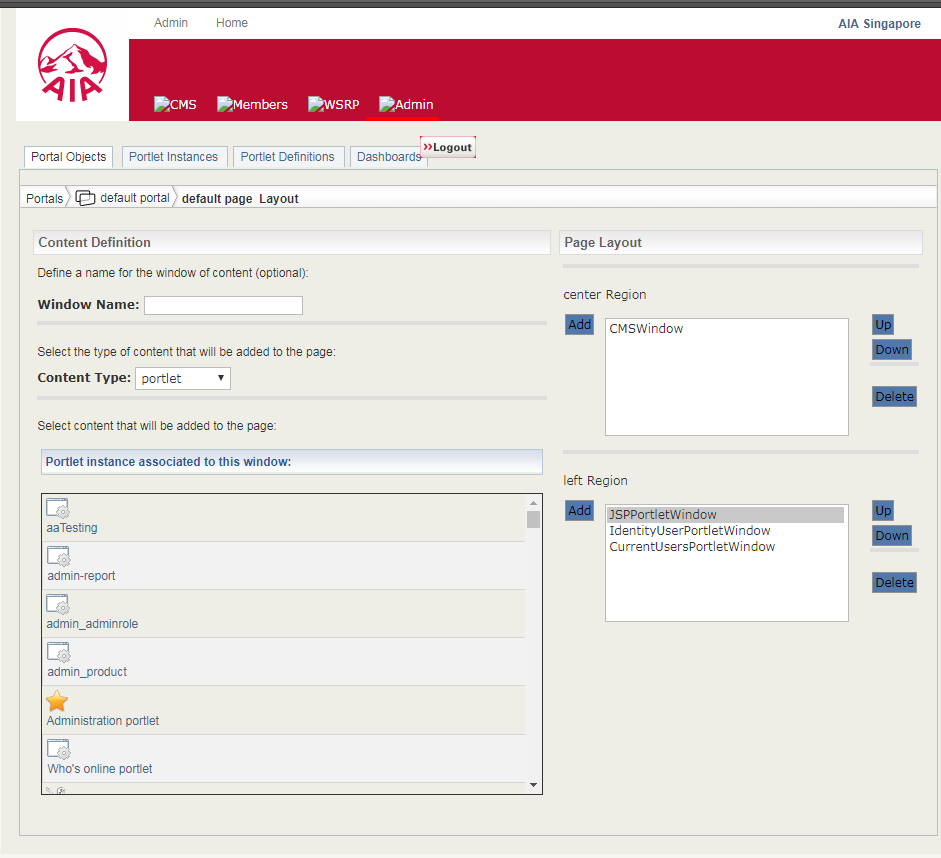 Admin Home AIA Singapore
AIA
CMS Members WSRP Admin
»Logout
Portal Objects Portlet Instances Portlet Definitions Dashboards
Portals default portal default page Layout
Content Definition
Define a name for the window of content (optional):
Window Name:
Select the type of content that will be added to the page:
Content Type: portlet
Select content that will be added to the page:
Portlet instance associated to this window:
aaTesting
admin-report
admin_adminrole
admin_product
Administration portlet
Who's online portlet
Page Layout
center Region
Add CMSWindow Up
Down
Delete
left Region
Add JSPPortletWindow Up
IdentityUserPortletWindow Down
CurrentUsersPortletWindow
Delete